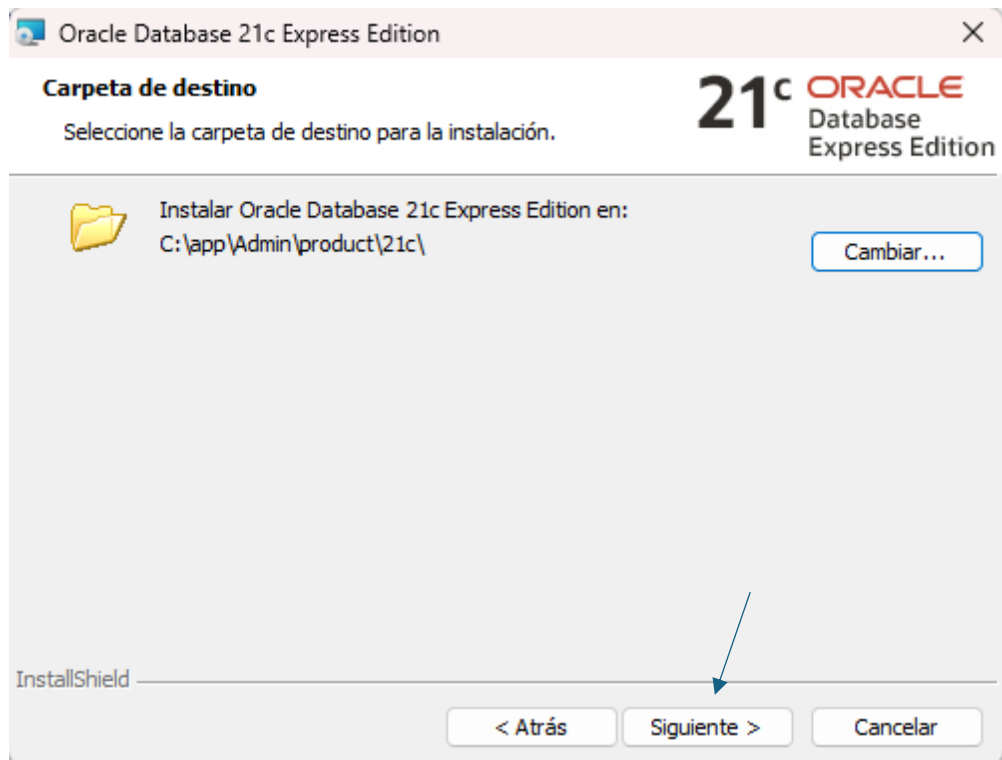 Oracle Database 21c Express Edition
Carpeta de destino
Seleccione la carpeta de destino para la instalación.
21c ORACLE
Database
Express Edition
Instalar Oracle Database 21c Express Edition en:
C:\app\Admin\product\21c\
Cambiar...
InstallShield
< Atrás
Siguiente >
Cancelar